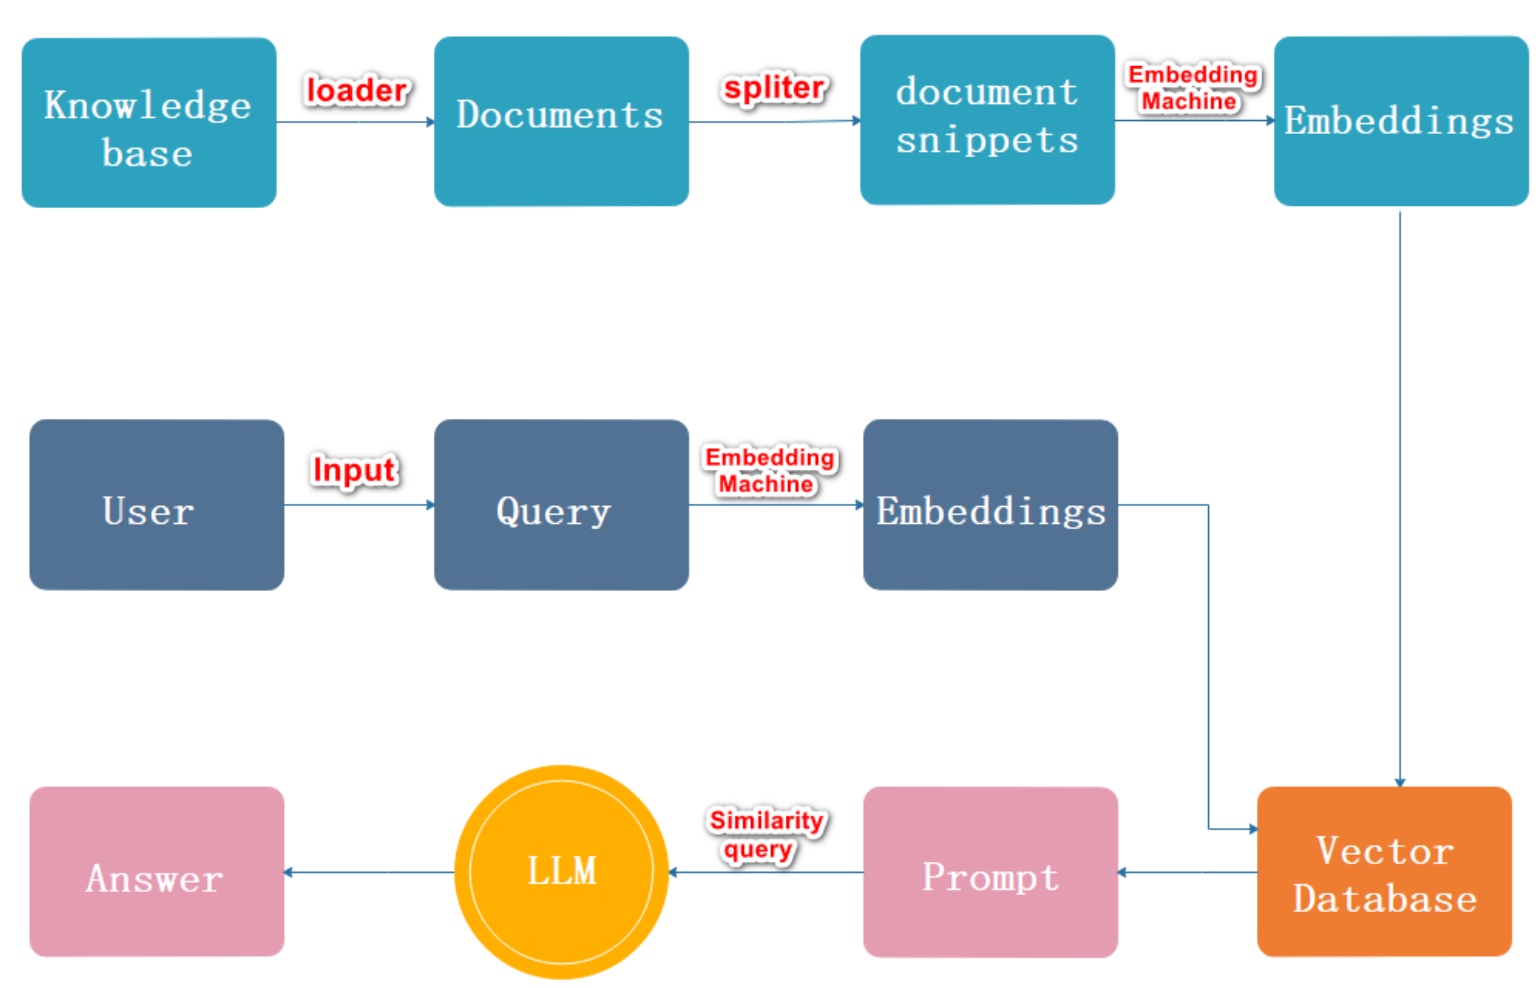 Knowledge
base
loader
Documents
spliter
document
snippets
Embedding
Machine
Embeddings
User
Input
Query
Embedding
Machine
Embeddings
Answer
LLM
Similarity
query
Prompt
Vector
Database